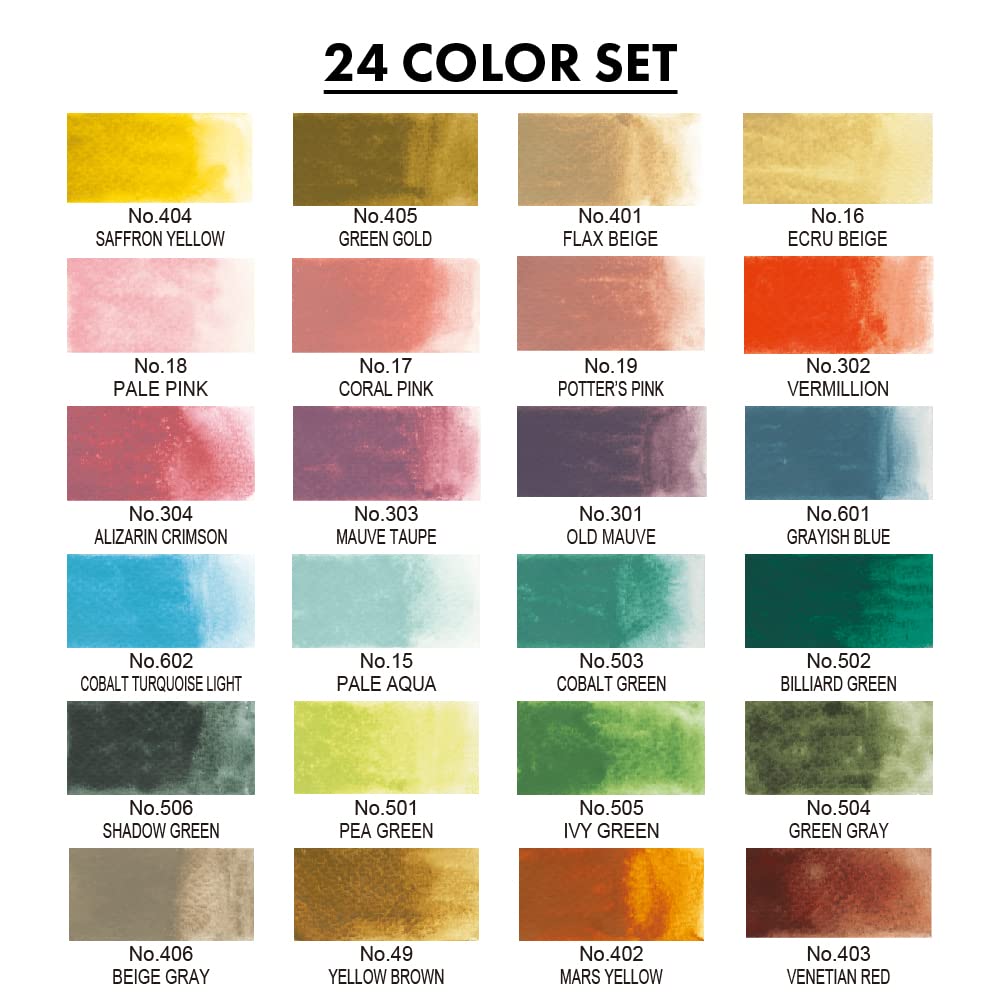 24 COLOR SET
No.404
SAFFRON YELLOW
No.405
GREEN GOLD
No.401
FLAX BEIGE
No.16
ECRU BEIGE
No.18
PALE PINK
No.17
CORAL PINK
No.19
POTTER'S PINK
No.302
VERMILLION
No.304
ALIZARIN CRIMSON
No.303
MAUVE TAUPE
No.301
OLD MAUVE
No.601
GRAYISH BLUE
No.602
COBALT TURQUOISE LIGHT
No.15
PALE AQUA
No.503
COBALT GREEN
No.502
BILLIARD GREEN
No.506
SHADOW GREEN
No.501
PEA GREEN
No.505
IVY GREEN
No.504
GREEN GRAY
No.406
BEIGE GRAY
No.49
YELLOW BROWN
No.402
MARS YELLOW
No.403
VENETIAN RED